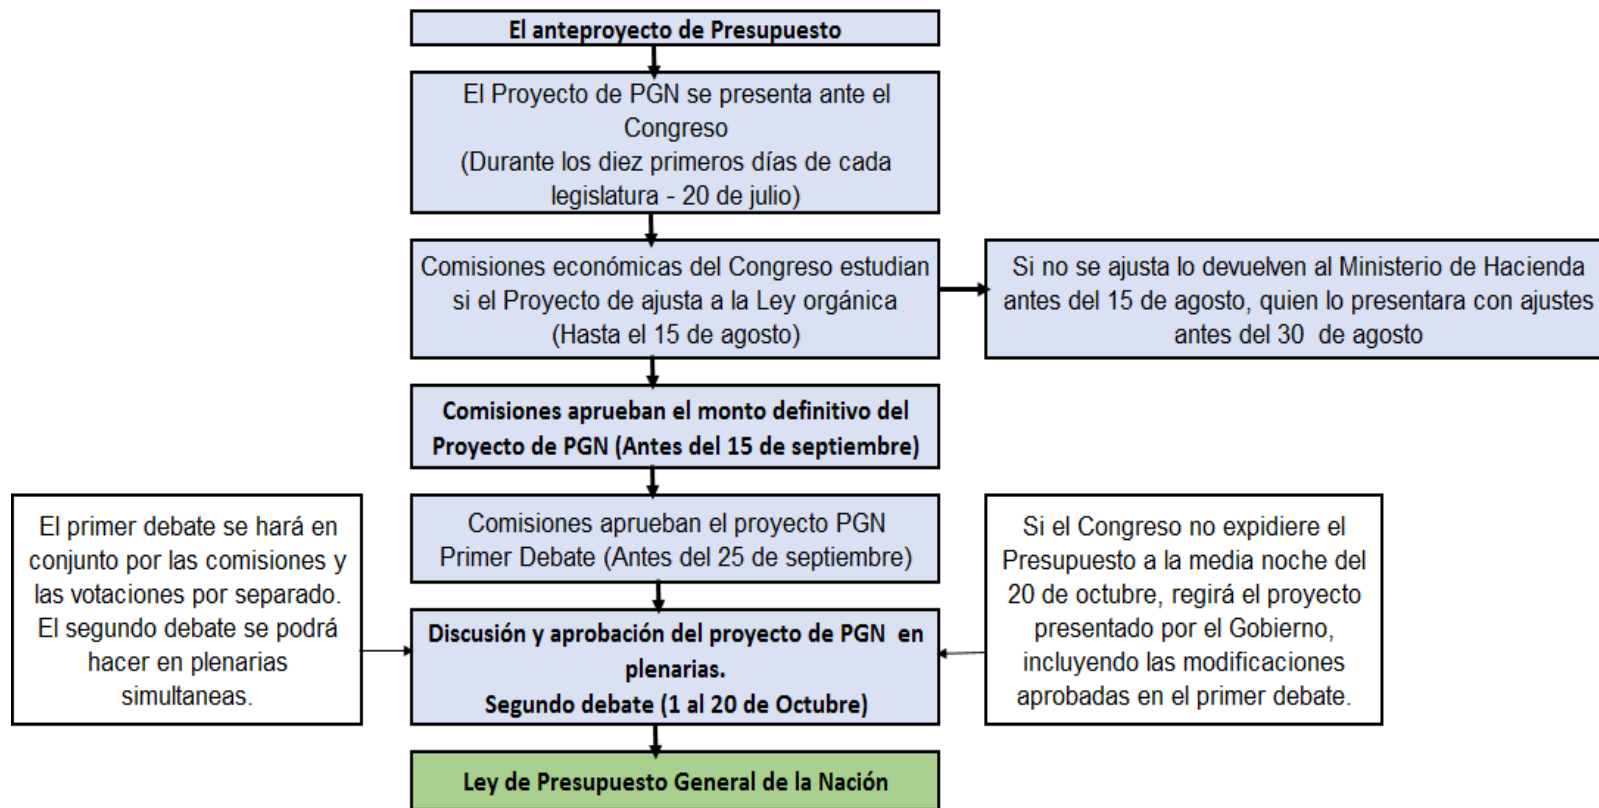 El anteproyecto de Presupuesto
El Proyecto de PGN se presenta ante el
Congreso
(Durante los diez primeros días de cada
legislatura - 20 de julio)
Comisiones económicas del Congreso estudian
si el Proyecto de ajusta a la Ley orgánica
(Hasta el 15 de agosto)
Si no se ajusta lo devuelven al Ministerio de Hacienda
antes del 15 de agosto, quien lo presentara con ajustes
antes del 30 de agosto
Comisiones aprueban el monto definitivo del
Proyecto de PGN (Antes del 15 de septiembre)
Comisiones aprueban el proyecto PGN
Primer Debate (Antes del 25 de septiembre)
El primer debate se hará en
conjunto por las comisiones y
las votaciones por separado.
El segundo debate se podrá
hacer en plenarias
simultaneas.
Si el Congreso no expidiere el
Presupuesto a la media noche del
20 de octubre, regirá el proyecto
presentado por el Gobierno,
incluyendo las modificaciones
aprobadas en el primer debate.
Discusión y aprobación del proyecto de PGN en
plenarias.
Segundo debate (1 al 20 de Octubre)
Ley de Presupuesto General de la Nación